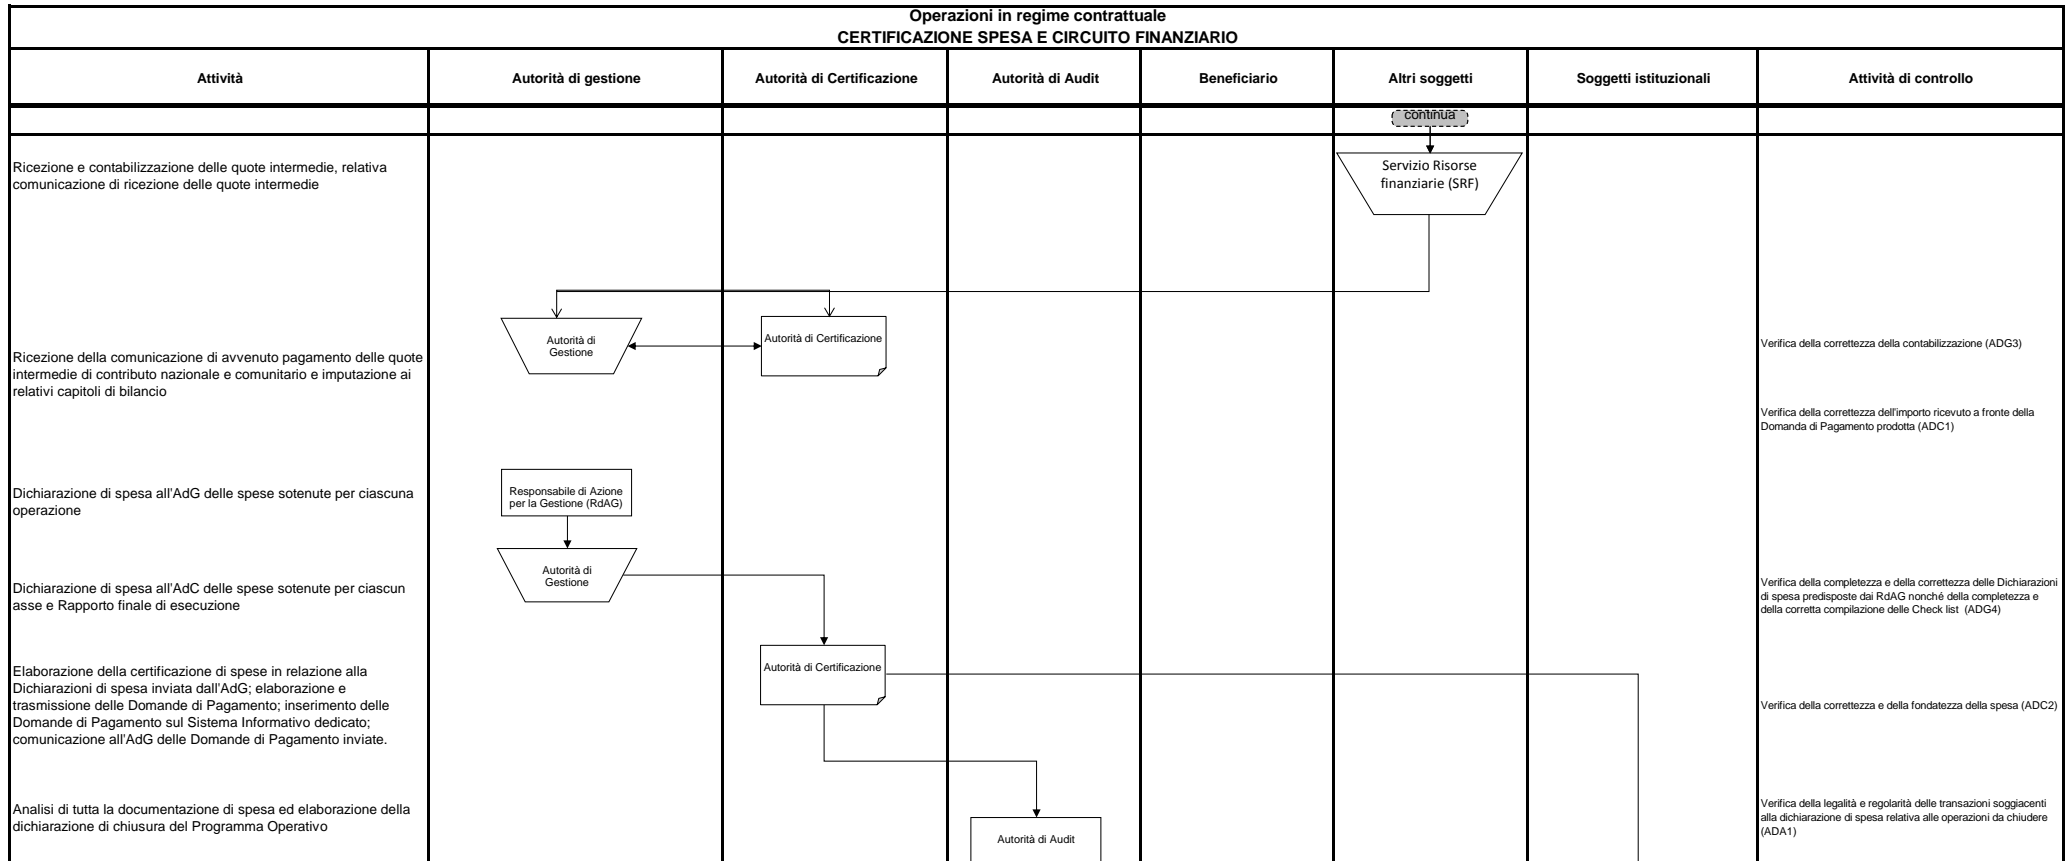 Operazioni in regime contrattuale
CERTIFICAZIONE SPESA E CIRCUITO FINANZIARIO
Attività
Autorità di gestione
Autorità di Certificazione
Autorità di Audit
Beneficiario
Altri soggetti
Soggetti istituzionali
Attività di controllo
continua
Ricezione e contabilizzazione delle quote intermedie, relativa
comunicazione di ricezione delle quote intermedie
Servizio Risorse
finanziarie (SRF)
Ricezione della comunicazione di avvenuto pagamento delle quote
intermedie di contributo nazionale e comunitario e imputazione ai
relativi capitoli di bilancio
Autorità di
Gestione
Autorità di Certificazione
Verifica della correttezza della contabilizzazione (ADG3)
Verifica della correttezza dell'importo ricevuto a fronte della
Domanda di Pagamento prodotta (ADC1)
Dichiarazione di spesa all'AdG delle spese sotenute per ciascuna
operazione
Responsabile di Azione
per la Gestione (RdAG)
Dichiarazione di spesa all'AdC delle spese sotenute per ciascun
asse e Rapporto finale di esecuzione
Autorità di
Gestione
Verifica della completezza e della correttezza delle Dichiarazioni
di spesa predisposte dai RdAG nonché della completezza e
della corretta compilazione delle Check list (ADG4)
Elaborazione della certificazione di spese in relazione alla
Dichiarazioni di spesa inviata dall'AdG; elaborazione e
trasmissione delle Domande di Pagamento; inserimento delle
Domande di Pagamento sul Sistema Informativo dedicato;
comunicazione all'AdG delle Domande di Pagamento inviate.
Autorità di Certificazione
Verifica della correttezza e della fondatezza della spesa (ADC2)
Analisi di tutta la documentazione di spesa ed elaborazione della
dichiarazione di chiusura del Programma Operativo
Autorità di Audit
Verifica della legalità e regolarità delle transazioni soggiacenti
alla dichiarazione di spesa relativa alle operazioni da chiudere
(ADA1)